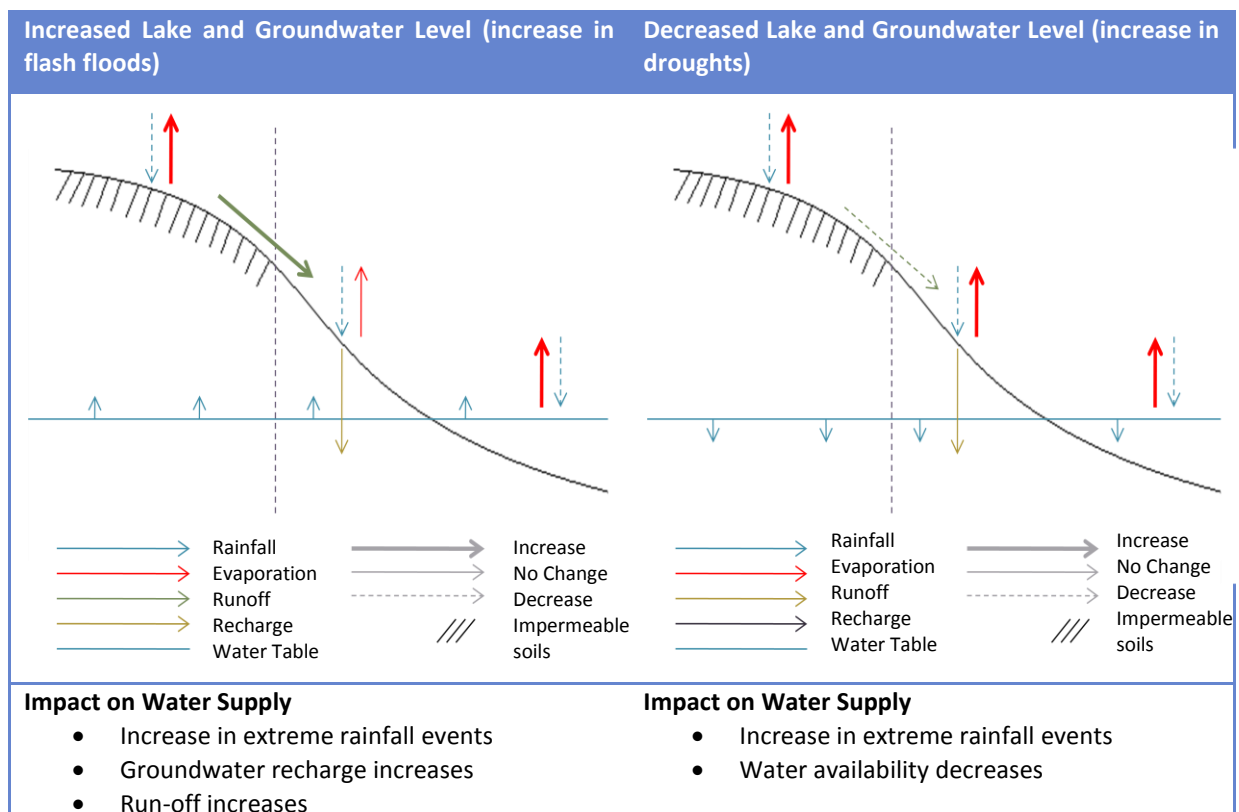 Increased Lake and Groundwater Level (increase in
flash floods)
Decreased Lake and Groundwater Level (increase in
droughts)
Rainfall
Evaporation
Runoff
Recharge
Water Table
Increase
No Change
Decrease
Impermeable
soils
Rainfall
Evaporation
Runoff
Recharge
Water Table
Increase
No Change
Decrease
Impermeable
soils
Impact on Water Supply
• Increase in extreme rainfall events
• Groundwater recharge increases
• Run-off increases
Impact on Water Supply
• Increase in extreme rainfall events
• Water availability decreases